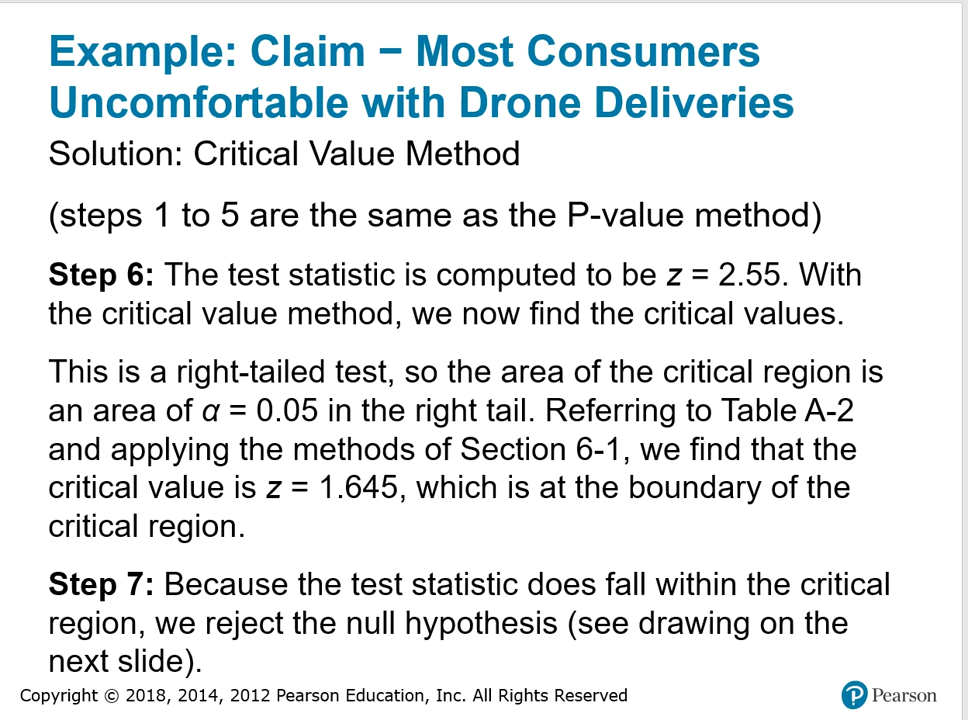 Example: Claim − Most Consumers
Uncomfortable with Drone Deliveries
Solution: Critical Value Method
(steps 1 to 5 are the same as the P-value method)
Step 6: The test statistic is computed to be z = 2.55. With
the critical value method, we now find the critical values.
This is a right-tailed test, so the area of the critical region is
an area of α = 0.05 in the right tail. Referring to Table A-2
and applying the methods of Section 6-1, we find that the
critical value is z = 1.645, which is at the boundary of the
critical region.
Step 7: Because the test statistic does fall within the critical
region, we reject the null hypothesis (see drawing on the
next slide).
Copyright © 2018, 2014, 2012 Pearson Education, Inc. All Rights Reserved
P Pearson